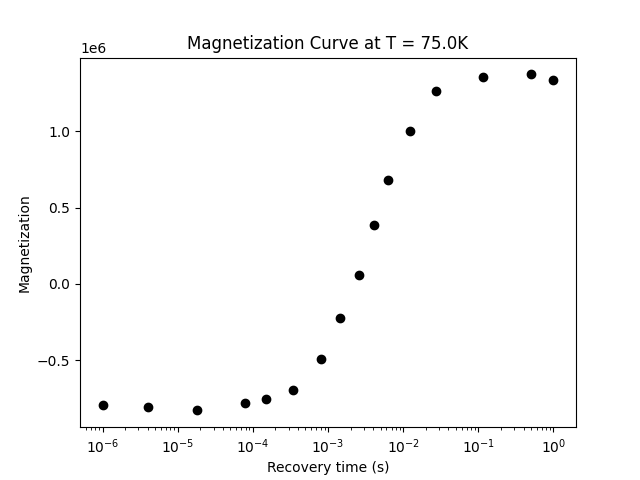 Magnetization Curve at T = 75.0K
1e6
1.0
0.5
0.0
−0.5
Magnetization
10⁻⁶ 10⁻⁵ 10⁻⁴ 10⁻³ 10⁻² 10⁻¹ 10⁰
Recovery time (s)